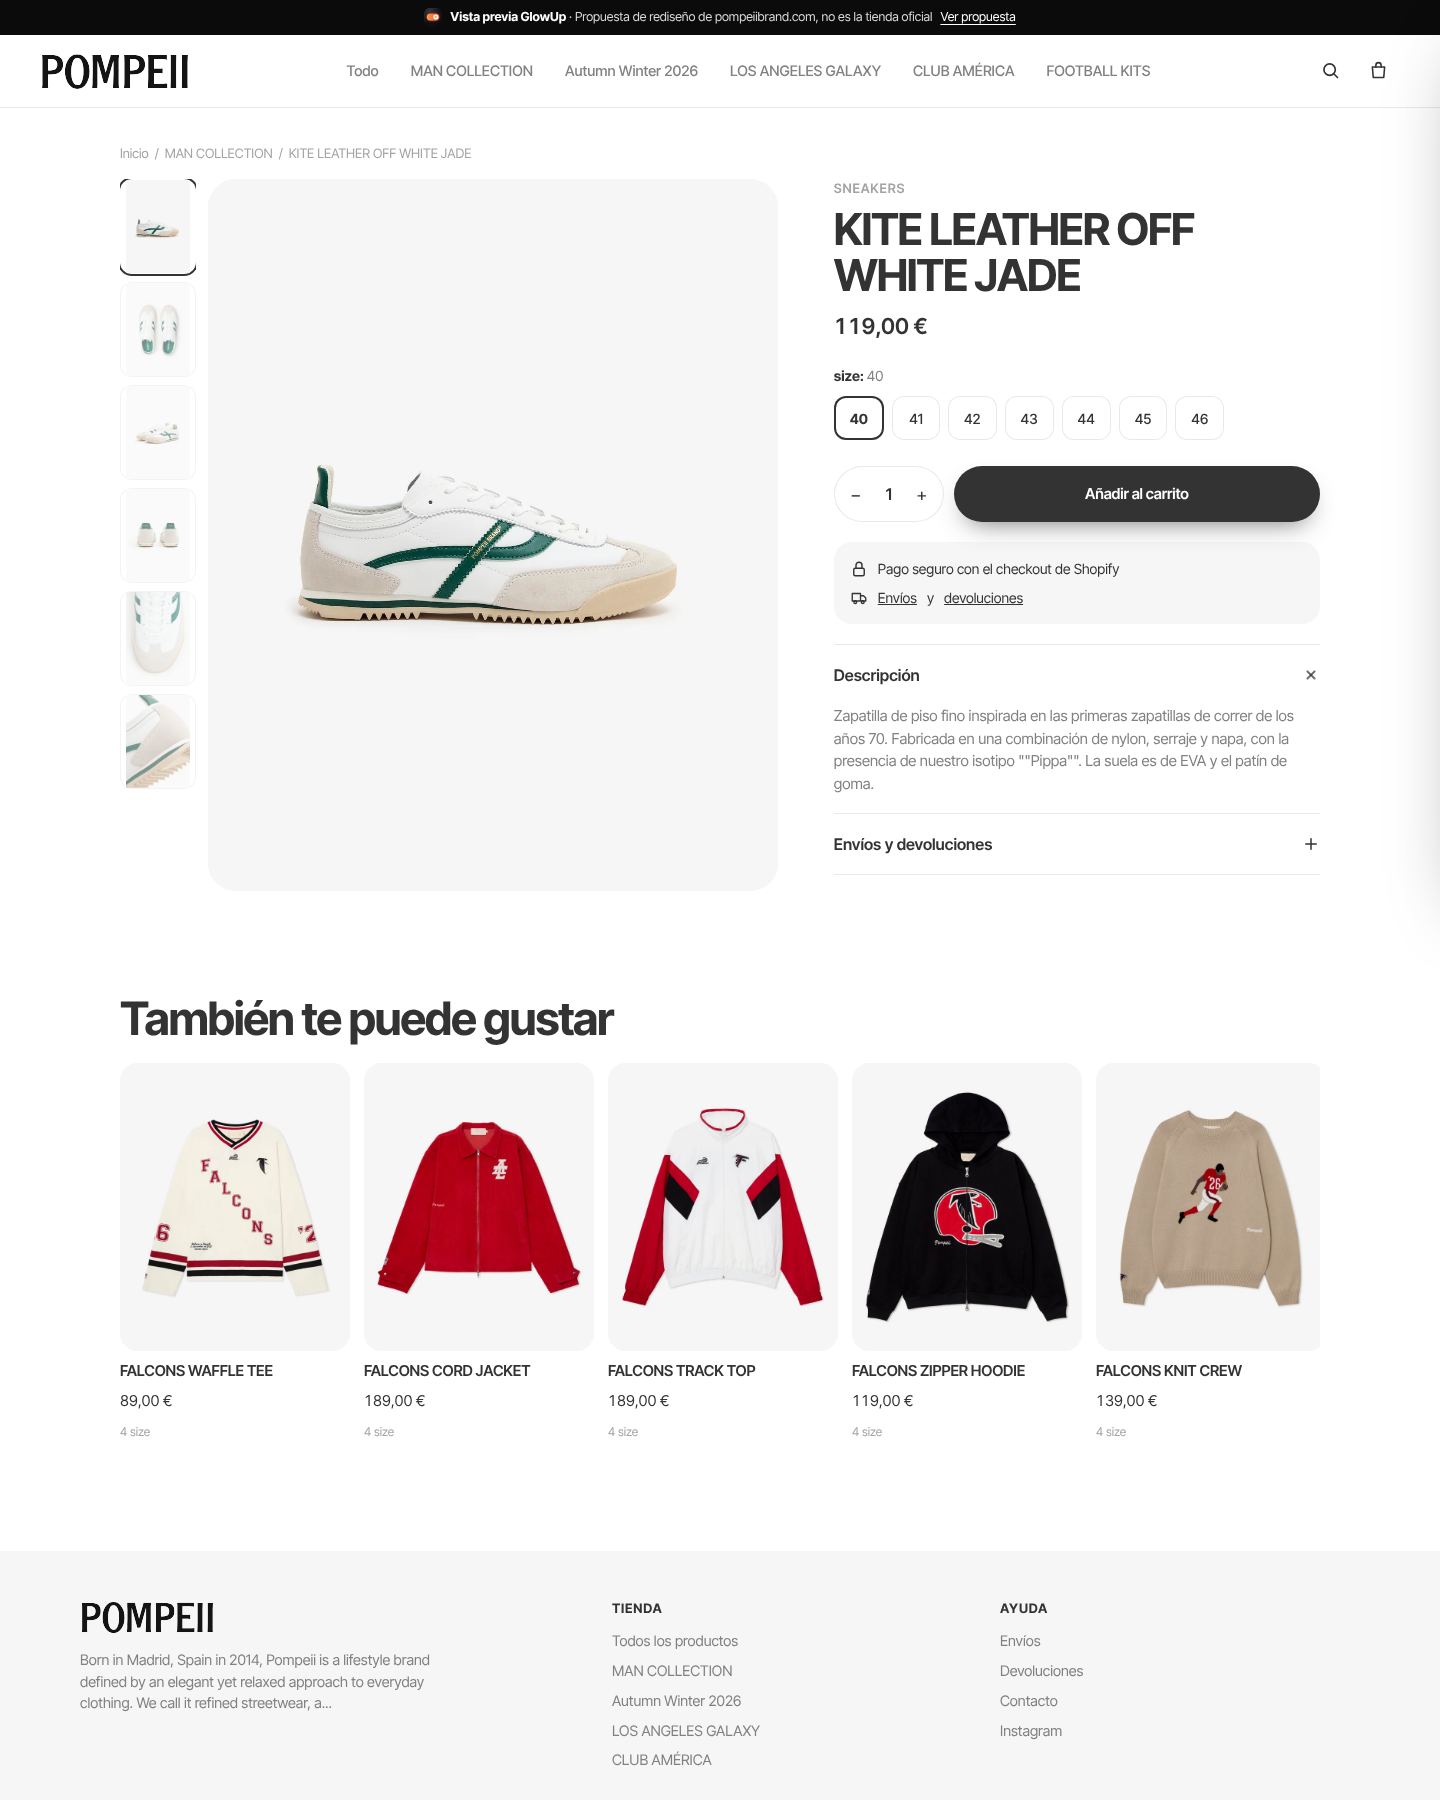 Vista previa GlowUp · Propuesta de rediseño de pompeiibrand.com, no es la tienda oficial Ver propuesta
POMPEII
Todo MAN COLLECTION Autumn Winter 2026 LOS ANGELES GALAXY CLUB AMÉRICA FOOTBALL KITS
Inicio / MAN COLLECTION / KITE LEATHER OFF WHITE JADE
SNEAKERS
KITE LEATHER OFF
WHITE JADE
119,00 €
size: 40
40 41 42 43 44 45 46
− 1 + Añadir al carrito
Pago seguro con el checkout de Shopify
Envíos y devoluciones
Descripción
Zapatilla de piso fino inspirada en las primeras zapatillas de correr de los
años 70. Fabricada en una combinación de nylon, serraje y napa, con la
presencia de nuestro isotipo ""Pippa"". La suela es de EVA y el patín de
goma.
Envíos y devoluciones
POMPEII BRAND
También te puede gustar
FALCONS
6 '2
26
Pompeii
FALCONS WAFFLE TEE
89,00 €
4 size
FALCONS CORD JACKET
189,00 €
4 size
FALCONS TRACK TOP
189,00 €
4 size
FALCONS ZIPPER HOODIE
119,00 €
4 size
FALCONS KNIT CREW
139,00 €
4 size
POMPEII
Born in Madrid, Spain in 2014, Pompeii is a lifestyle brand
defined by an elegant yet relaxed approach to everyday
clothing. We call it refined streetwear, a...
TIENDA
Todos los productos
MAN COLLECTION
Autumn Winter 2026
LOS ANGELES GALAXY
CLUB AMÉRICA
AYUDA
Envíos
Devoluciones
Contacto
Instagram